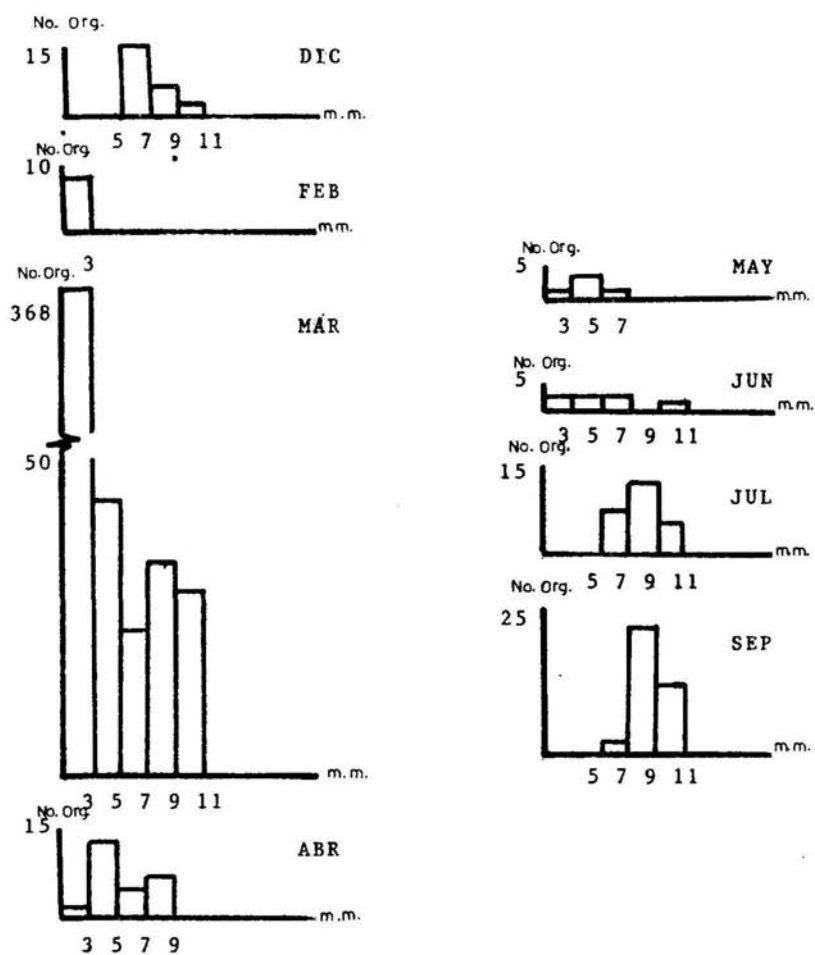 No. Org.
15
DIC
m.m.
5 7 9 11
No. Org.
10
FEB
m.m.
3
No. Org.
368
MAR
50
m.m.
3 5 7 9 11
No. Org.
15
ABR
m.m.
3 5 7 9
No. Org.
5
MAY
m.m.
3 5 7
No. Org.
5
JUN
m.m.
3 5 7 9 11
No. Org.
15
JUL
m.m.
5 7 9 11
No. Org.
25
SEP
m.m.
5 7 9 11